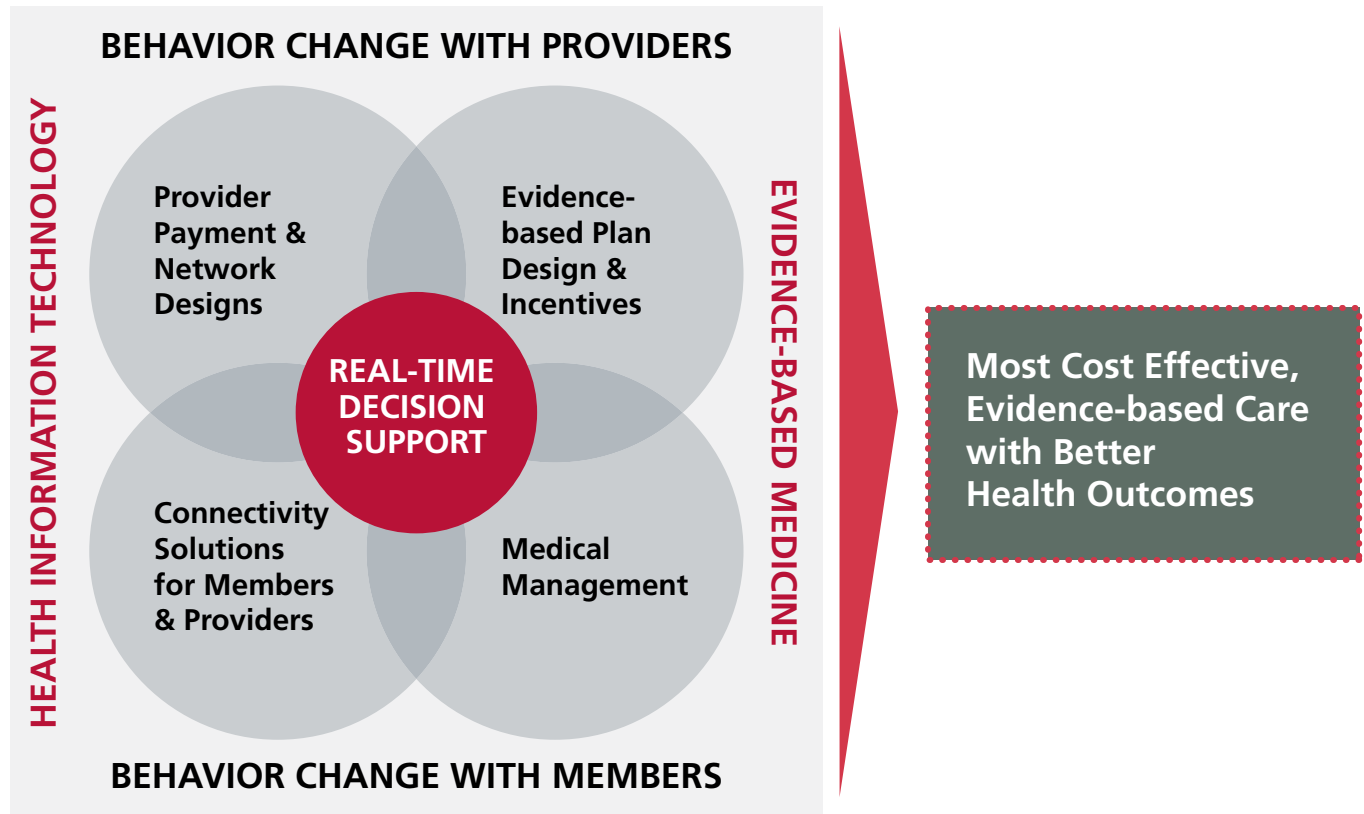 BEHAVIOR CHANGE WITH PROVIDERS
HEALTH INFORMATION TECHNOLOGY
Provider
Payment &
Network
Designs
Evidence-
based Plan
Design &
Incentives
REAL-TIME
DECISION
SUPPORT
Connectivity
Solutions
for Members
& Providers
Medical
Management
EVIDENCE-BASED MEDICINE
BEHAVIOR CHANGE WITH MEMBERS
Most Cost Effective,
Evidence-based Care
with Better
Health Outcomes